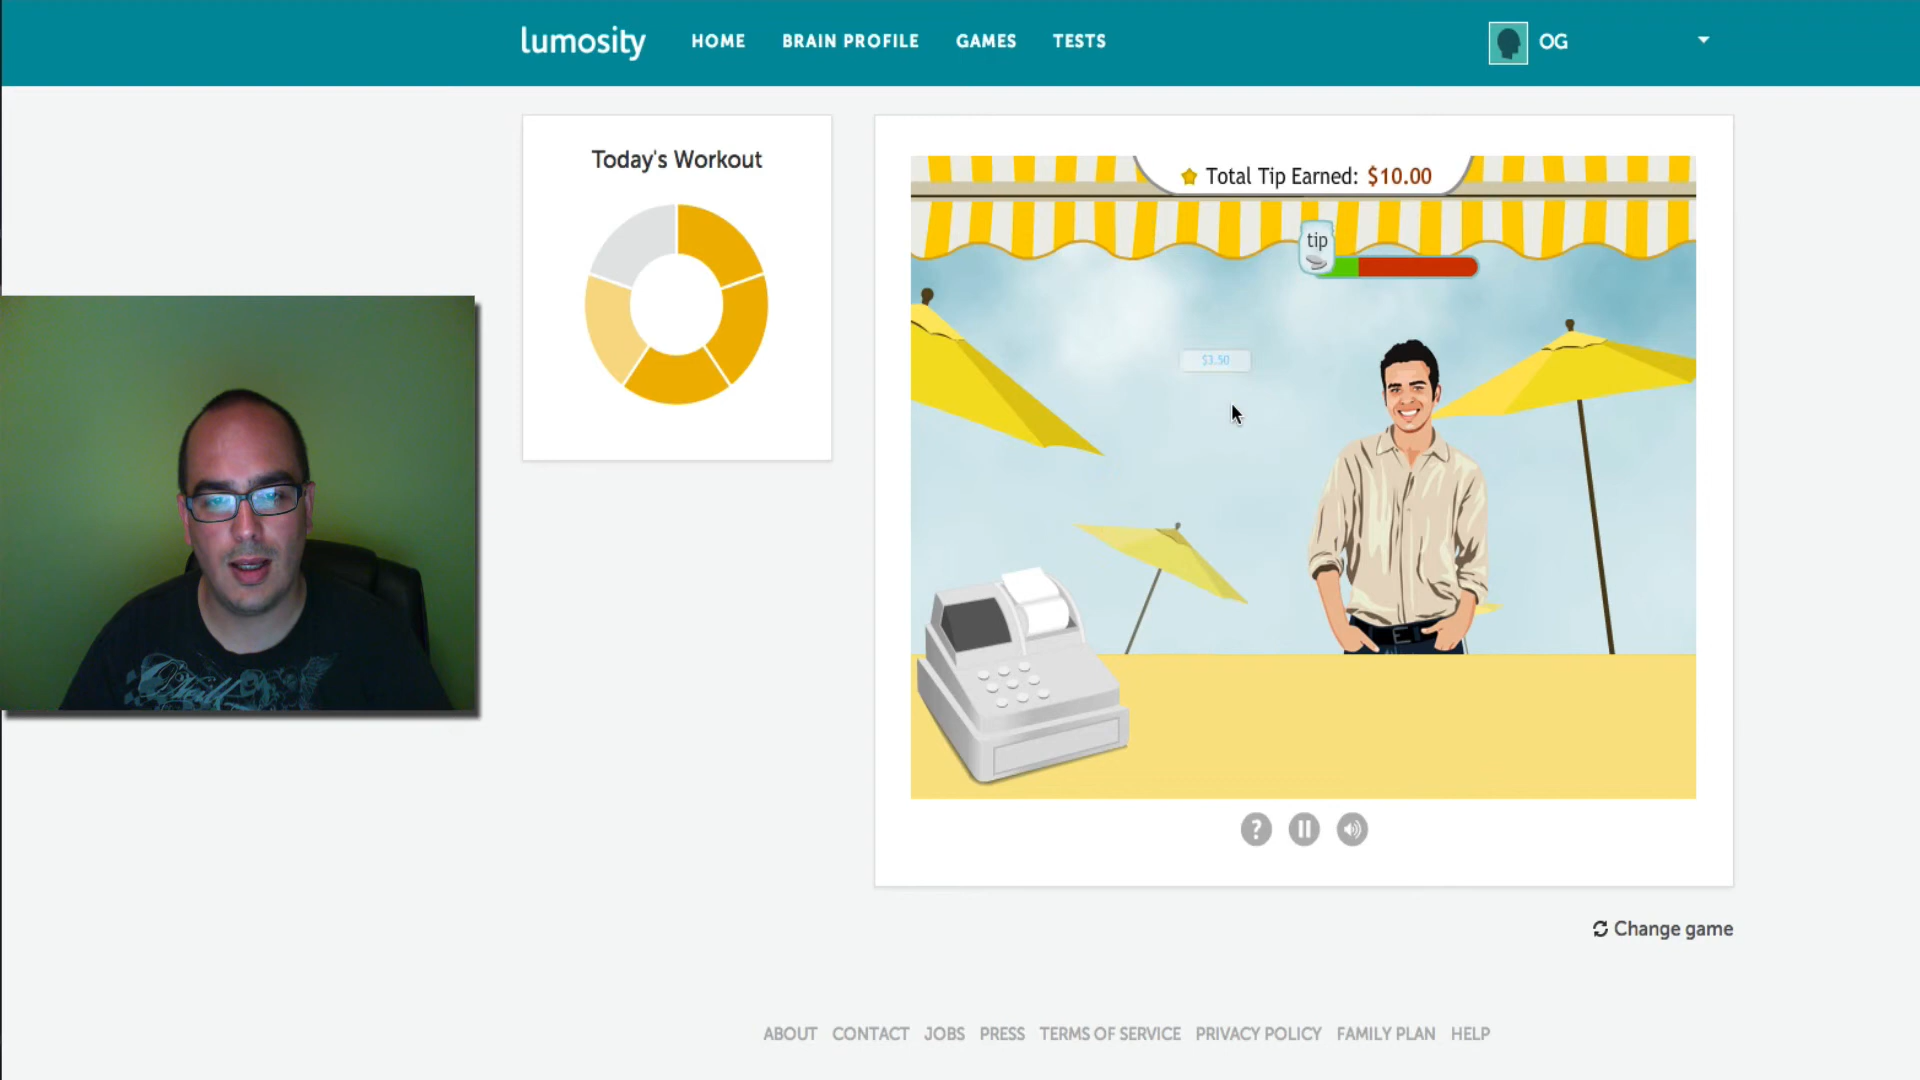 lumosity HOME BRAIN PROFILE GAMES TESTS OG
Today's Workout
Total Tip Earned: $10.00
tip
$3.50
?
Change game
ABOUT CONTACT JOBS PRESS TERMS OF SERVICE PRIVACY POLICY FAMILY PLAN HELP